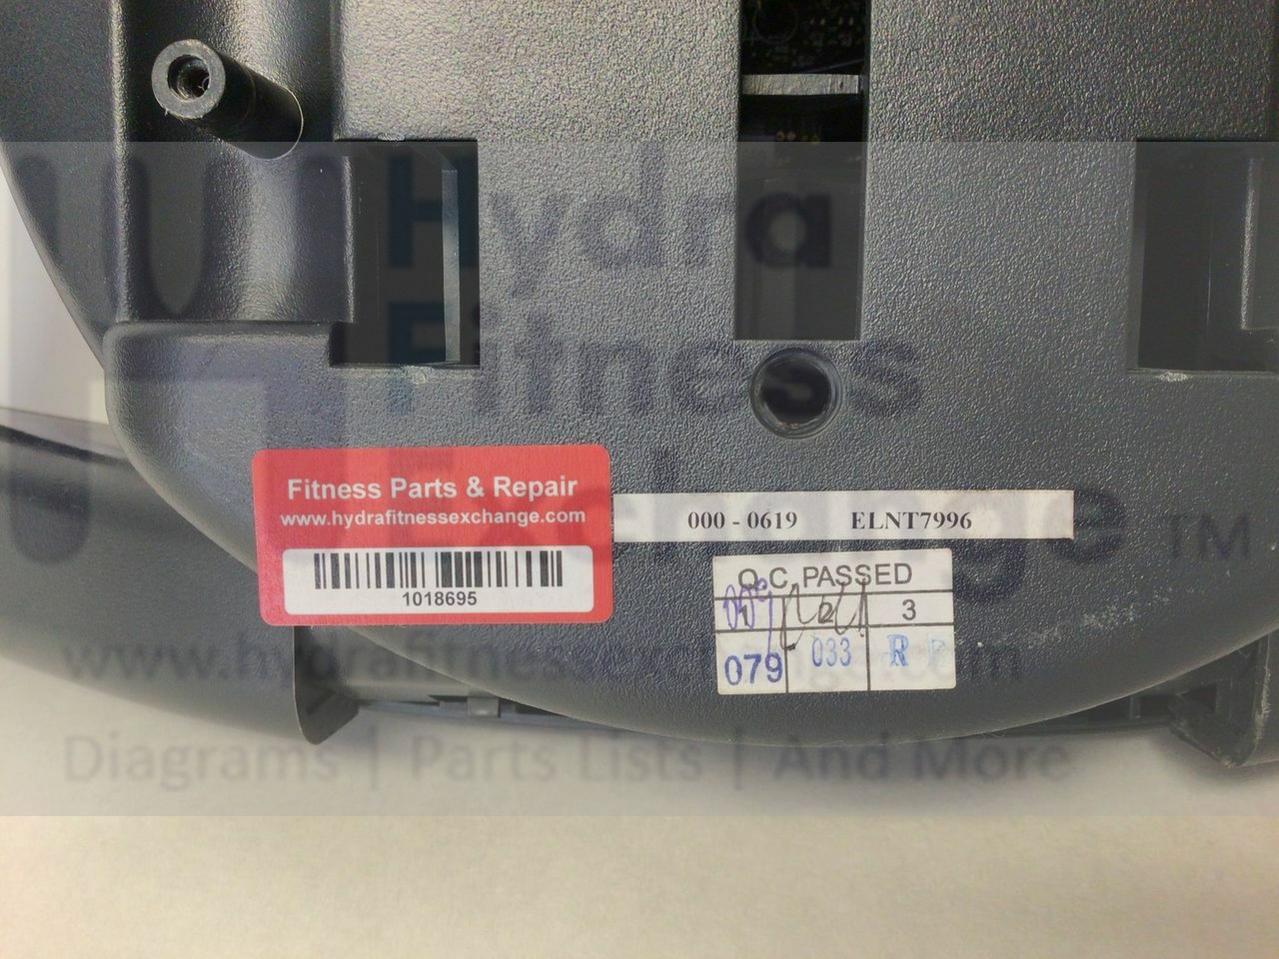 Hydra
Fitness
Exchange ™
Fitness Parts & Repair
www.hydrafitnessexchange.com
1018695
000 - 0619 ELNT7996
Q.C. PASSED
3
079 033 R
www.hydrafitnessexchange.com
Diagrams | Parts Lists | And More